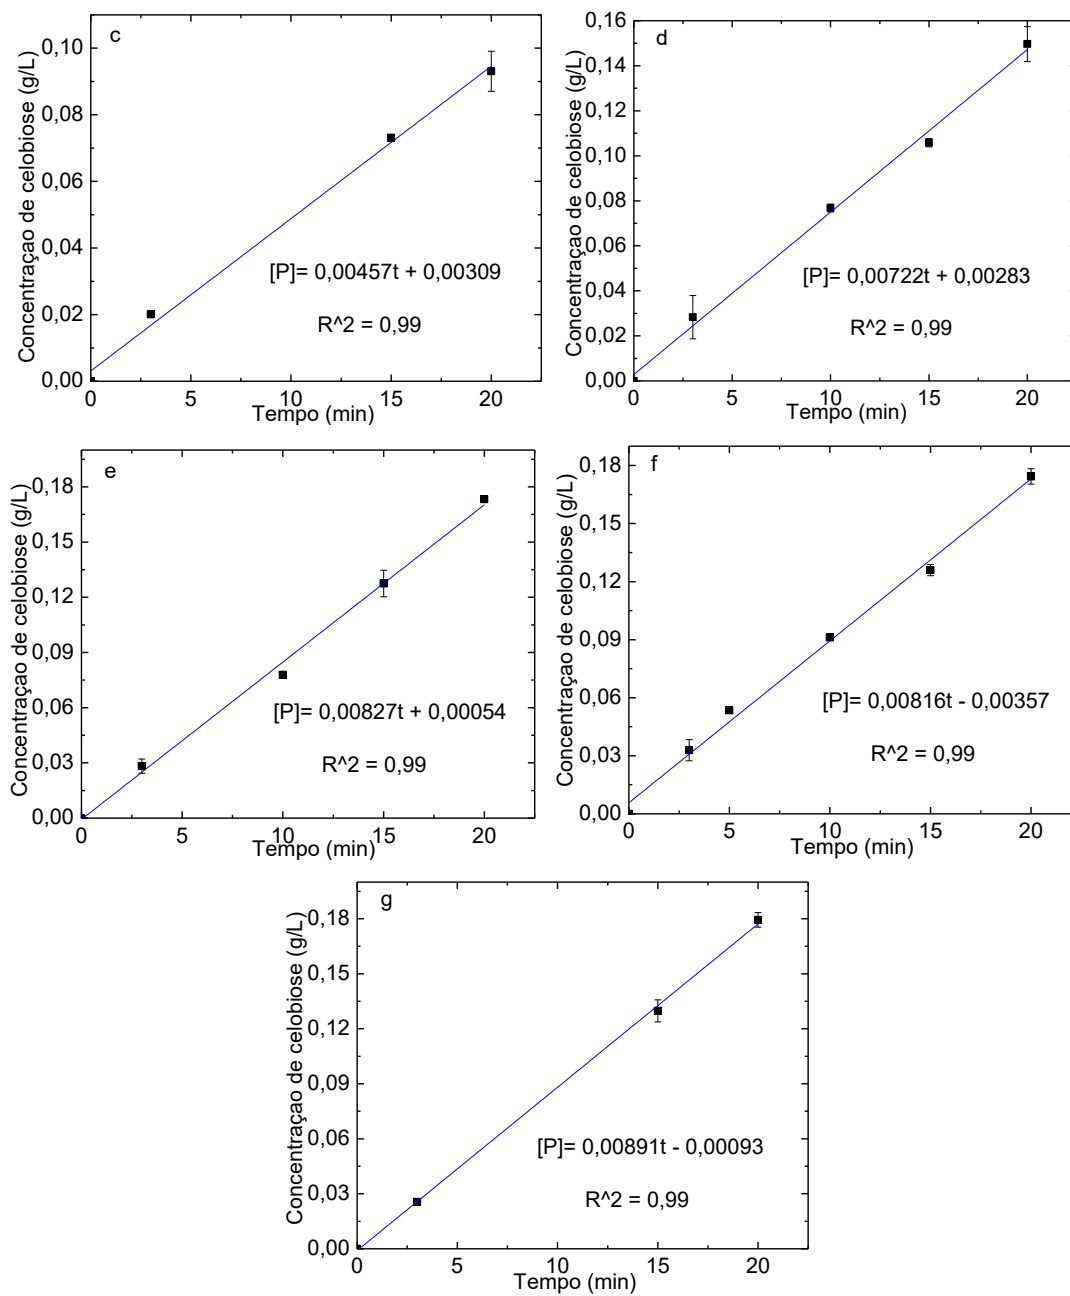 c
Concentraçao de celobiose (g/L)
0,10
0,08
0,06
0,04
0,02
0,00
[P]= 0,00457t + 0,00309
R^2 = 0,99
0 5 10 15 20
Tempo (min)
d
Concentraçao de celobiose (g/L)
0,16
0,14
0,12
0,10
0,08
0,06
0,04
0,02
0,00
[P]= 0,00722t + 0,00283
R^2 = 0,99
0 5 10 15 20
Tempo (min)
e
Concentraçao de celobiose (g/L)
0,18
0,15
0,12
0,09
0,06
0,03
0,00
[P]= 0,00827t + 0,00054
R^2 = 0,99
0 5 10 15 20
Tempo (min)
f
Concentraçao de celobiose (g/L)
0,18
0,15
0,12
0,09
0,06
0,03
0,00
[P]= 0,00816t - 0,00357
R^2 = 0,99
0 5 10 15 20
Tempo (min)
g
Concentraçao de celobiose (g/L)
0,18
0,15
0,12
0,09
0,06
0,03
0,00
[P]= 0,00891t - 0,00093
R^2 = 0,99
0 5 10 15 20
Tempo (min)